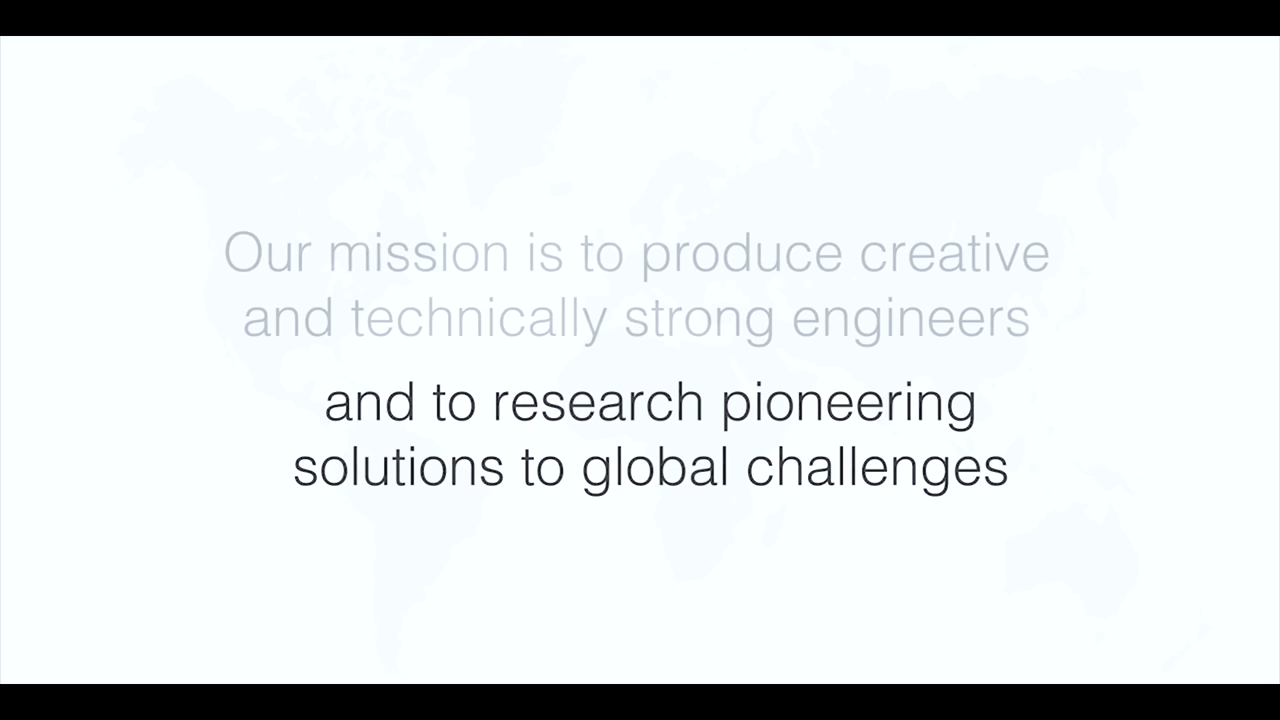 Our mission is to produce creative
and technically strong engineers
and to research pioneering
solutions to global challenges